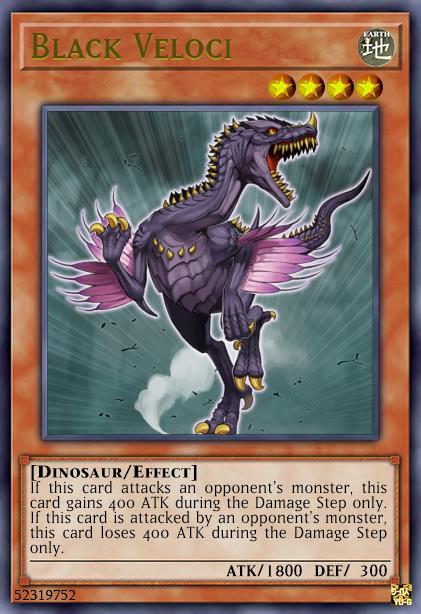 Black Veloci
EARTH
地
[Dinosaur/Effect]
If this card attacks an opponent's monster, this
card gains 400 ATK during the Damage Step only.
If this card is attacked by an opponent's monster,
this card loses 400 ATK during the Damage Step
only.
ATK/1800 DEF/ 300
52319752